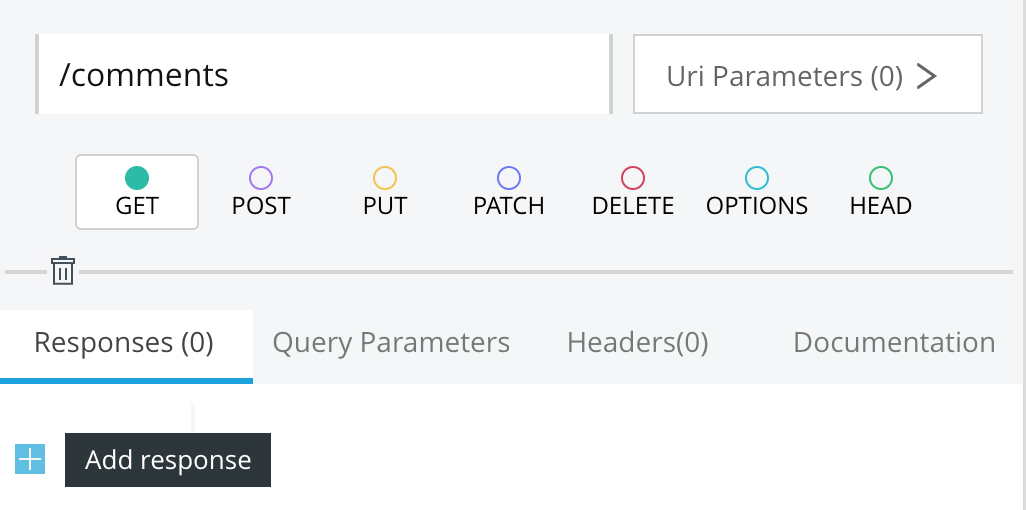 /comments
Uri Parameters (0)
GET
POST
PUT
PATCH
DELETE
OPTIONS
HEAD
Responses (0)
Query Parameters
Headers(0)
Documentation
Add response